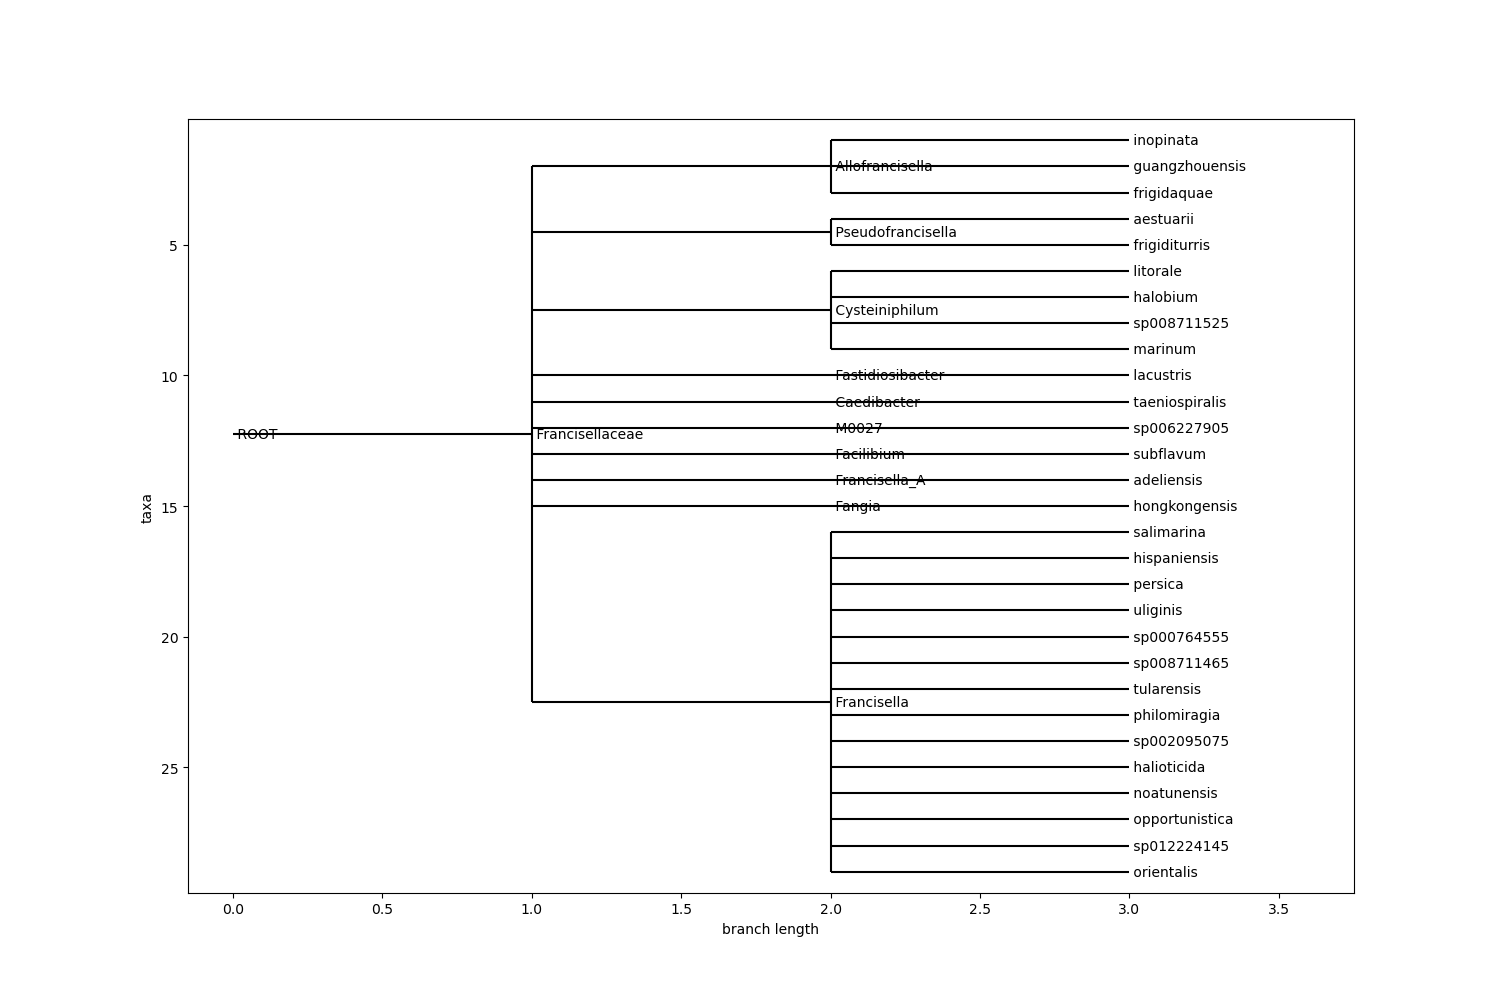 inopinata
Allofrancisella
guangzhouensis
frigidaquae
aestuarii
Pseudofrancisella
5
frigiditurris
litorale
halobium
Cysteiniphilum
sp008711525
marinum
10
Fastidiosibacter
lacustris
Caedibacter
taeniospiralis
M0027
sp006227905
ROOT
Francisellaceae
Facilibium
subflavum
Francisella_A
adeliensis
taxa
15
Fangia
hongkongensis
salimarina
hispaniensis
persica
uliginis
20
sp000764555
sp008711465
tularensis
Francisella
philomiragia
sp002095075
25
halioticida
noatunensis
opportunistica
sp012224145
orientalis
0.0 0.5 1.0 1.5 2.0 2.5 3.0 3.5
branch length